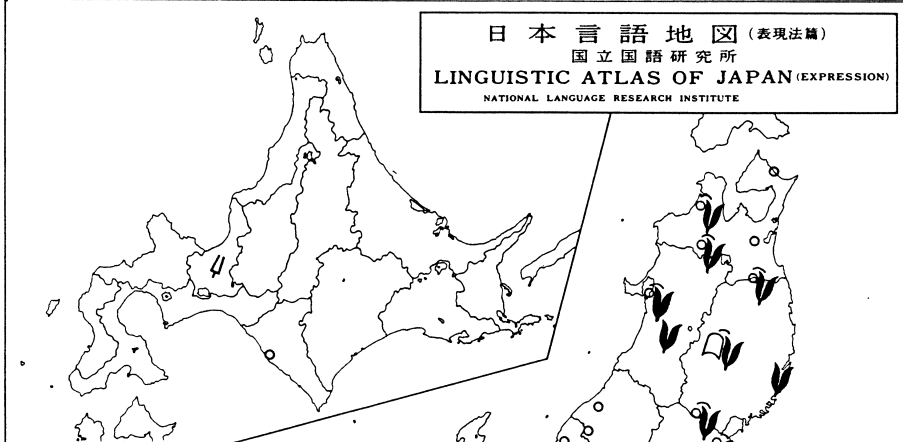 日本言語地図(表現法篇)
国立国語研究所
LINGUISTIC ATLAS OF JAPAN (EXPRESSION)
NATIONAL LANGUAGE RESEARCH INSTITUTE